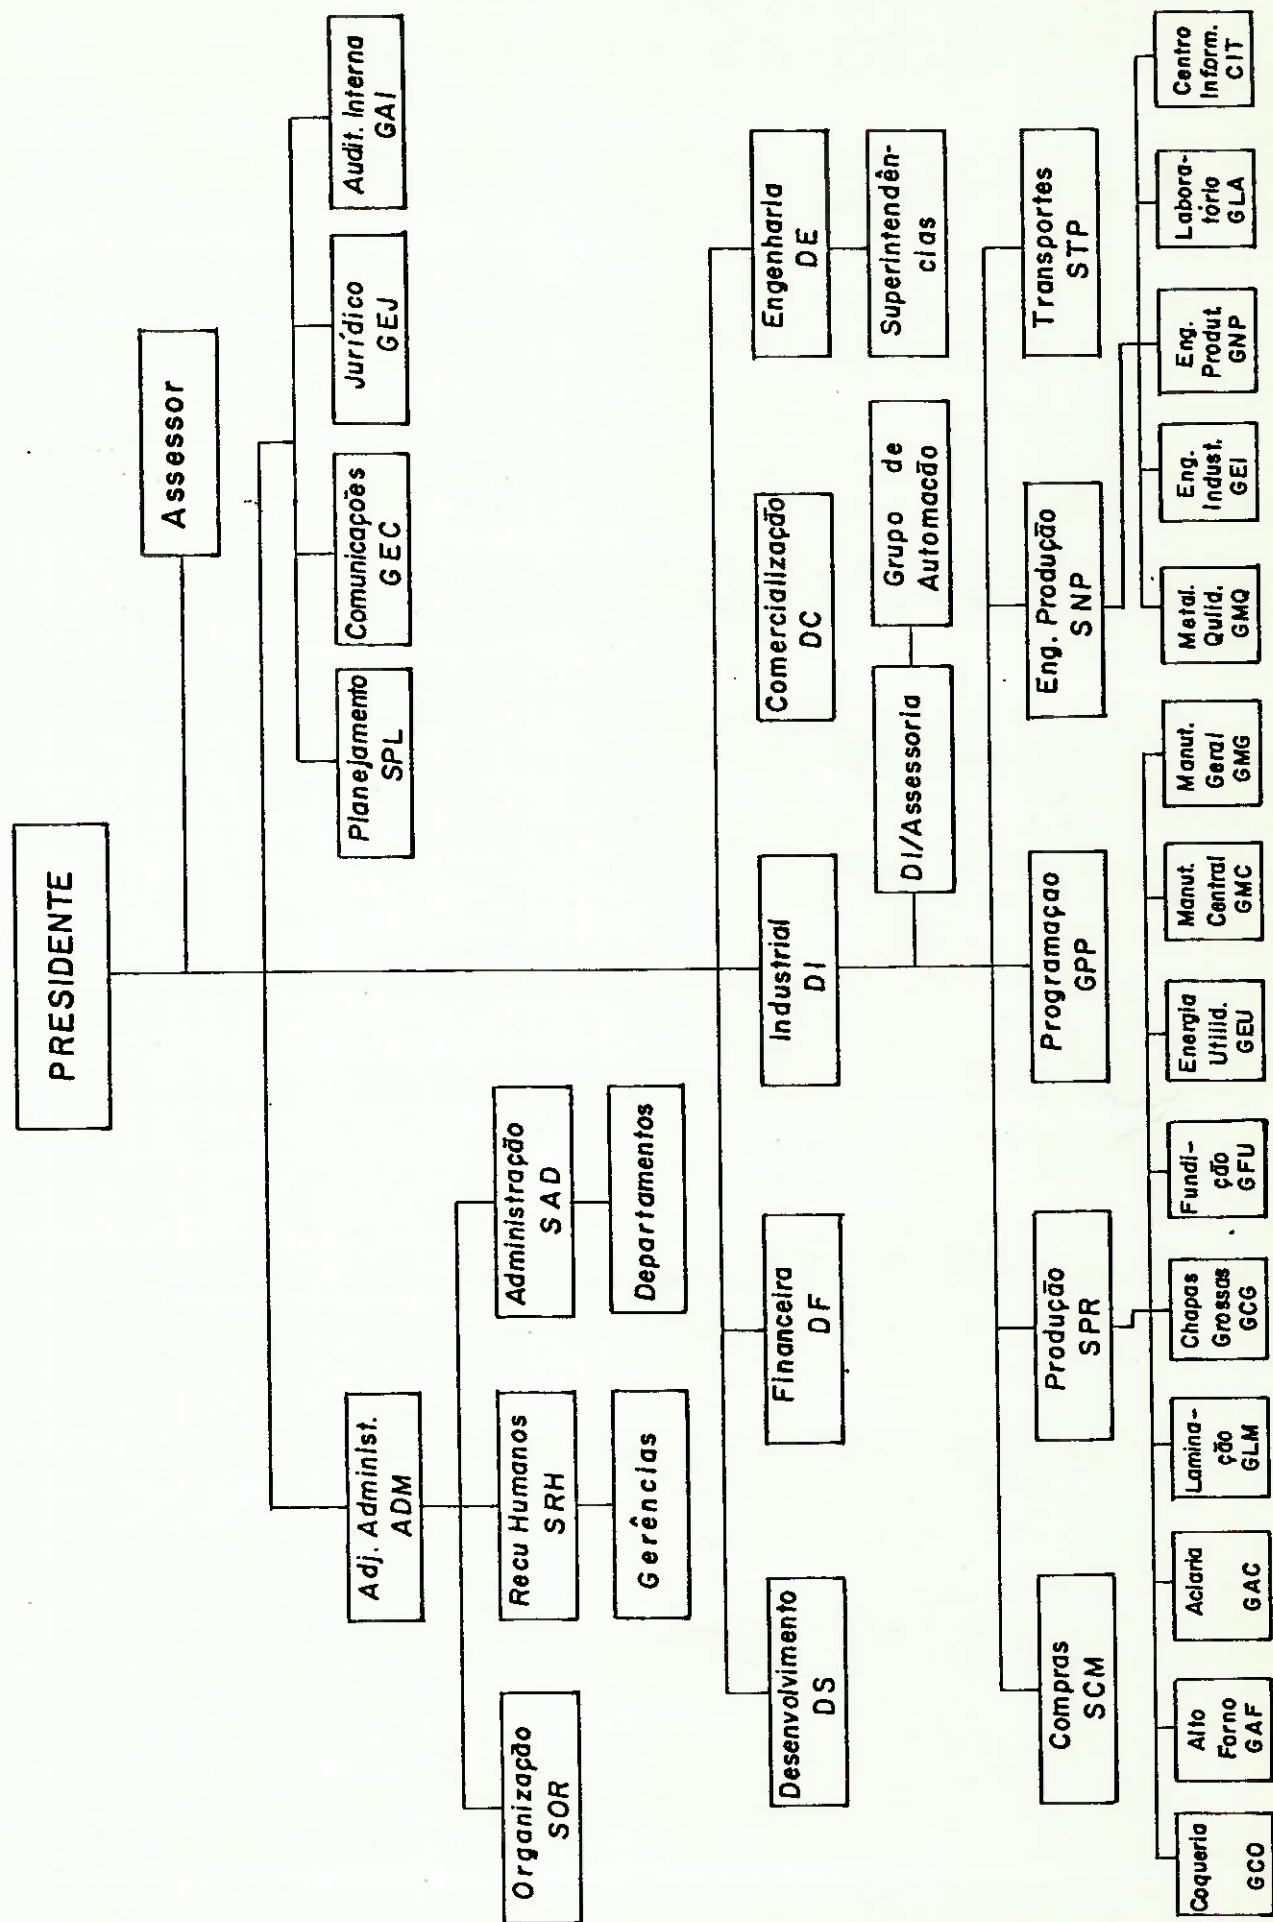 PRESIDENTE
Assessor
Adj. Administ.
ADM
Planejamento
SPL
Comunicações
GEC
Jurídico
GEJ
Audit. Interna
GAI
Organização
SOR
Recu Humanos
SRH
Administração
SAD
Gerências
Departamentos
Desenvolvimento
DS
Financeira
DF
Industrial
DI
Comercialização
DC
Engenharia
DE
DI/Assessoria
Grupo de
Automacão
Superintendên-
cias
Compras
SCM
Produção
SPR
Programaçao
GPP
Eng. Produção
SNP
Transportes
STP
Coqueria
GCO
Alto
Forno
GAF
Aciaria
GAC
Lamina-
ção
GLM
Chapas
Grossas
GCG
Fundi-
ção
GFU
Energia
Utilid.
GEU
Manut.
Central
GMC
Manut.
Geral
GMG
Metal.
Qulid.
GMQ
Eng.
Indust.
GEI
Eng.
Produt.
GNP
Labora-
tório
GLA
Centro
Inform.
CIT